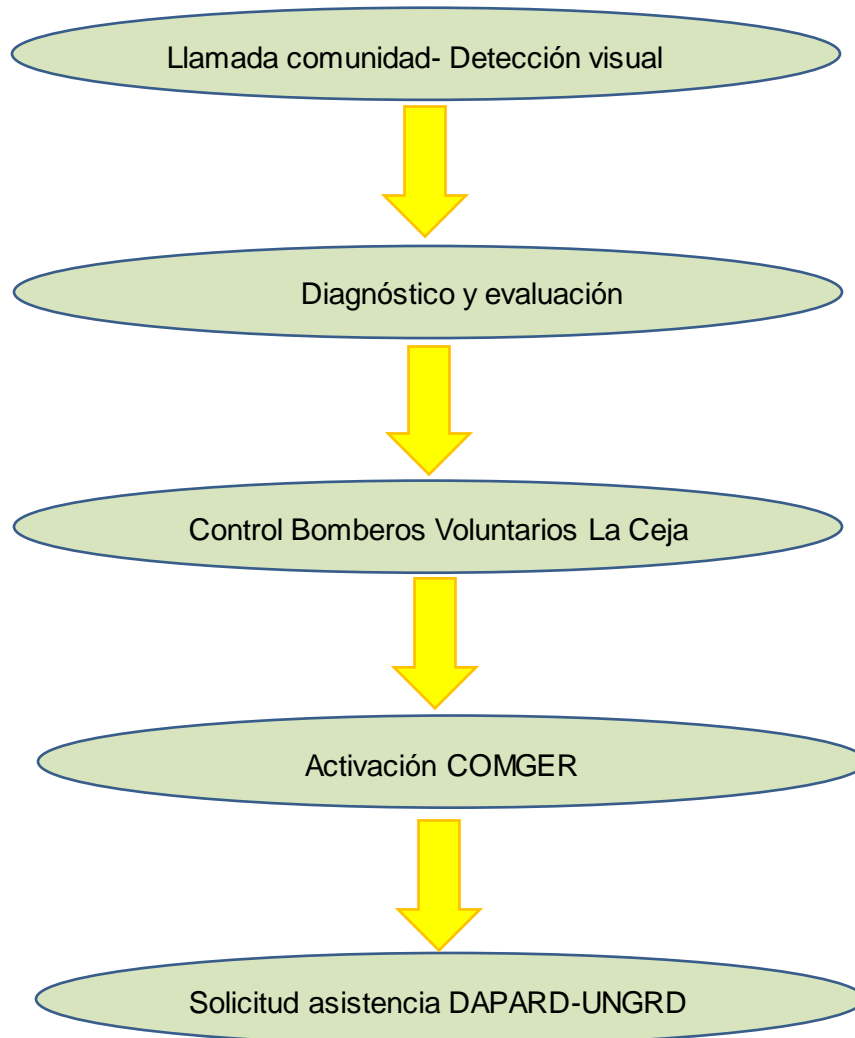 Llamada comunidad- Detección visual
Diagnóstico y evaluación
Control Bomberos Voluntarios La Ceja
Activación COMGER
Solicitud asistencia DAPARD-UNGRD